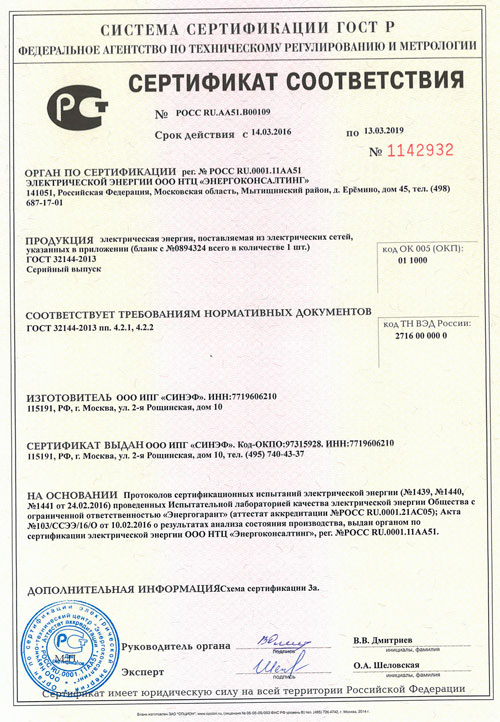 СИСТЕМА СЕРТИФИКАЦИИ ГОСТ Р
ФЕДЕРАЛЬНОЕ АГЕНТСТВО ПО ТЕХНИЧЕСКОМУ РЕГУЛИРОВАНИЮ И МЕТРОЛОГИИ
СЕРТИФИКАТ СООТВЕТСТВИЯ
№ РОСС RU.АА51.В00109
Срок действия с 14.03.2016 по 13.03.2019
№ 1142932
ОРГАН ПО СЕРТИФИКАЦИИ рег. № РОСС RU.0001.11АА51
ЭЛЕКТРИЧЕСКОЙ ЭНЕРГИИ ООО НТЦ «ЭНЕРГОКОНСАЛТИНГ»
141051, Российская Федерация, Московская область, Мытищинский район, д. Ерёмино, дом 45, тел. (498)
687-17-01
ПРОДУКЦИЯ электрическая энергия, поставляемая из электрических сетей,
указанных в приложении (бланк с №0894324 всего в количестве 1 шт.)
ГОСТ 32144-2013
Серийный выпуск
код ОК 005 (ОКП):
01 1000
СООТВЕТСТВУЕТ ТРЕБОВАНИЯМ НОРМАТИВНЫХ ДОКУМЕНТОВ
ГОСТ 32144-2013 пп. 4.2.1, 4.2.2
код ТН ВЭД России:
2716 00 000 0
ИЗГОТОВИТЕЛЬ ООО ИПГ «СИНЭФ». ИНН:7719606210
115191, РФ, г. Москва, ул. 2-я Рощинская, дом 10
СЕРТИФИКАТ ВЫДАН ООО ИПГ «СИНЭФ». Код-ОКПО:97315928. ИНН:7719606210
115191, РФ, г. Москва, ул. 2-я Рощинская, дом 10, тел. (495) 740-43-37
НА ОСНОВАНИИ Протоколов сертификационных испытаний электрической энергии (№1439, №1440,
№1441 от 24.02.2016) проведенных Испытательной лабораторией качества электрической энергии Общества с
ограниченной ответственностью «Энергогарант» (аттестат аккредитации №РОСС RU.0001.21АС05); Акта
№103/ССЭЭ/16/О от 10.02.2016 о результатах анализа состояния производства, выдан органом по
сертификации электрической энергии ООО НТЦ «Энергоконсалтинг», рег. №РОСС RU.0001.11АА51.
ДОПОЛНИТЕЛЬНАЯ ИНФОРМАЦИЯ Схема сертификации 3а.
М.П.
Руководитель органа
подпись
В.В. Дмитриев
инициалы, фамилия
Эксперт
подпись
О.А. Шеловская
инициалы, фамилия
Сертификат имеет юридическую силу на всей территории Российской Федерации